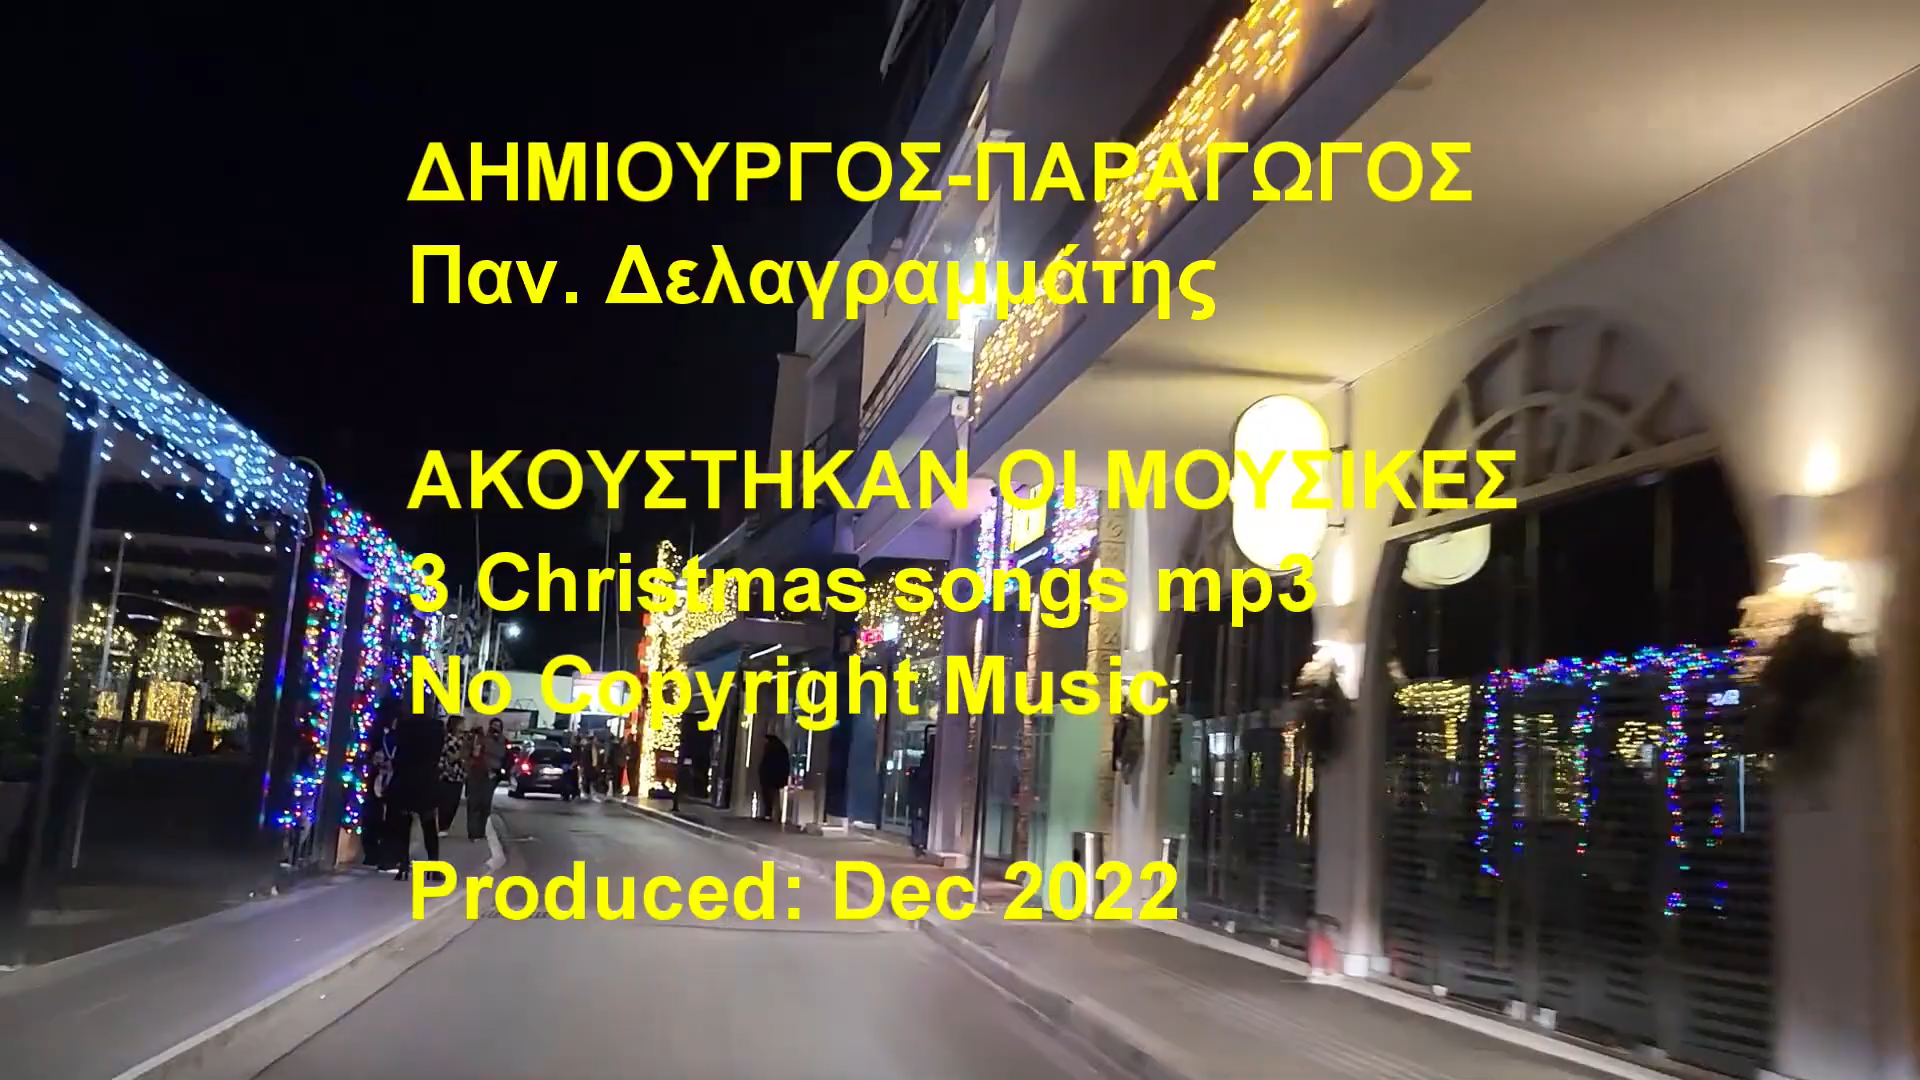 ΔΗΜΙΟΥΡΓΟΣ-ΠΑΡΑΓΩΓΟΣ
Παν. Δελαγραμμάτης
ΑΚΟΥΣΤΗΚΑΝ ΟΙ ΜΟΥΣΙΚΕΣ
3 Christmas songs mp3
No Copyright Music
Produced: Dec 2022